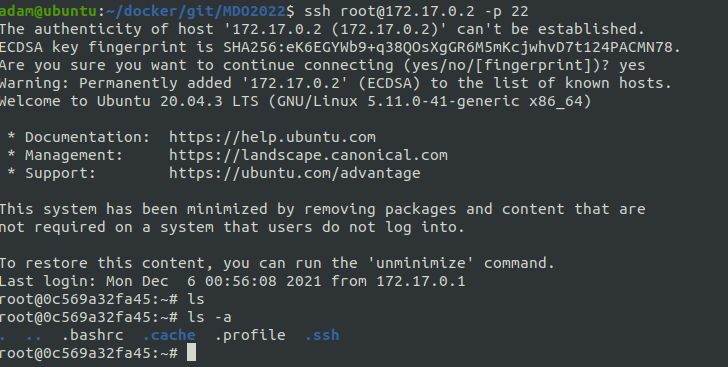 adam@ubuntu:~/docker/git/MDO2022$ ssh root@172.17.0.2 -p 22
The authenticity of host '172.17.0.2 (172.17.0.2)' can't be established.
ECDSA key fingerprint is SHA256:eK6EGYWb9+q38QOsXgGR6M5mKcjwhvD7t124PACMN78.
Are you sure you want to continue connecting (yes/no/[fingerprint])? yes
Warning: Permanently added '172.17.0.2' (ECDSA) to the list of known hosts.
Welcome to Ubuntu 20.04.3 LTS (GNU/Linux 5.11.0-41-generic x86_64)
* Documentation:  https://help.ubuntu.com
* Management:     https://landscape.canonical.com
* Support:        https://ubuntu.com/advantage
This system has been minimized by removing packages and content that are
not required on a system that users do not log into.
To restore this content, you can run the 'unminimize' command.
Last login: Mon Dec  6 00:56:08 2021 from 172.17.0.1
root@0c569a32fa45:~# ls
root@0c569a32fa45:~# ls -a
.  ..  .bashrc  .cache  .profile  .ssh
root@0c569a32fa45:~#